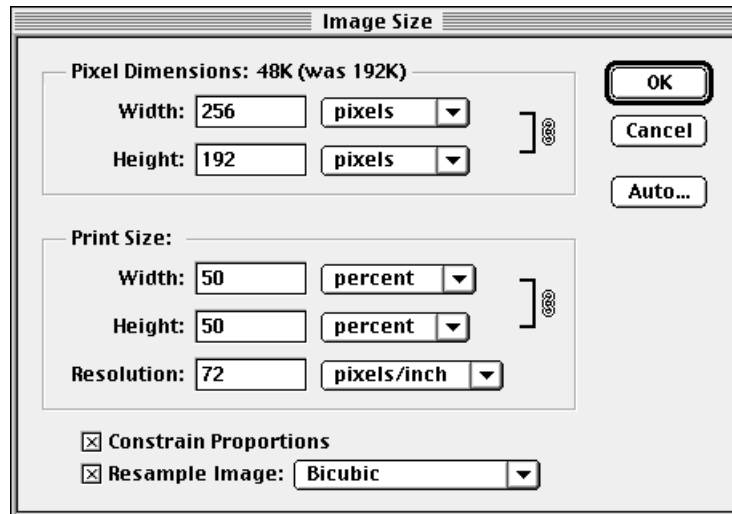 Image Size
Pixel Dimensions: 48K (was 192K)
Width: 256 pixels
Height: 192 pixels
OK
Cancel
Auto...
Print Size:
Width: 50 percent
Height: 50 percent
Resolution: 72 pixels/inch
Constrain Proportions
Resample Image: Bicubic